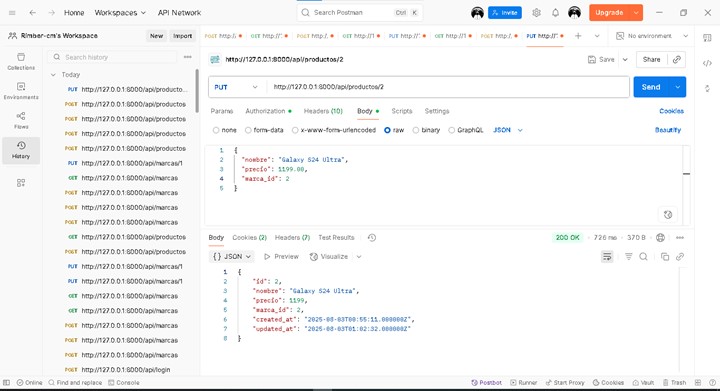 Home Workspaces API Network Search Postman Ctrl K Invite Upgrade
Rimber-cm's Workspace New Import
POST http:/ GET http:/ POST http:/ GET http://1 PUT http://1 PUT http://1 GET http:/ POST http:/ PUT http://1 No environment
Collections
Environments
Flows
History
Search history
Today
PUT http://127.0.0.1:8000/api/producto...
POST http://127.0.0.1:8000/api/productos
POST http://127.0.0.1:8000/api/productos
POST http://127.0.0.1:8000/api/productos
POST http://127.0.0.1:8000/api/productos
PUT http://127.0.0.1:8000/api/marcas/1
GET http://127.0.0.1:8000/api/marcas
POST http://127.0.0.1:8000/api/marcas
POST http://127.0.0.1:8000/api/marcas
POST http://127.0.0.1:8000/api/marcas
GET http://127.0.0.1:8000/api/productos
POST http://127.0.0.1:8000/api/productos
PUT http://127.0.0.1:8000/api/marcas/1
PUT http://127.0.0.1:8000/api/marcas/1
GET http://127.0.0.1:8000/api/marcas
GET http://127.0.0.1:8000/api/marcas
POST http://127.0.0.1:8000/api/marcas
POST http://127.0.0.1:8000/api/marcas
POST http://127.0.0.1:8000/api/marcas
POST http://127.0.0.1:8000/api/login
http://127.0.0.1:8000/api/productos/2 Save Share
PUT http://127.0.0.1:8000/api/productos/2 Send
Params Authorization Headers (10) Body Scripts Settings Cookies
none form-data x-www-form-urlencoded raw binary GraphQL JSON Beautify
1 {
2 "nombre": "Galaxy S24 Ultra",
3 "precio": 1199.00,
4 "marca_id": 2
5 }
Body Cookies (2) Headers (7) Test Results 200 OK 726 ms 370 B
{} JSON Preview Visualize
1 {
2 "id": 2,
3 "nombre": "Galaxy S24 Ultra",
4 "precio": 1199,
5 "marca_id": 2,
6 "created_at": "2025-08-03T00:55:11.000000Z",
7 "updated_at": "2025-08-03T01:02:32.000000Z"
8 }
Online Find and replace Console Postbot Runner Start Proxy Cookies Vault Trash